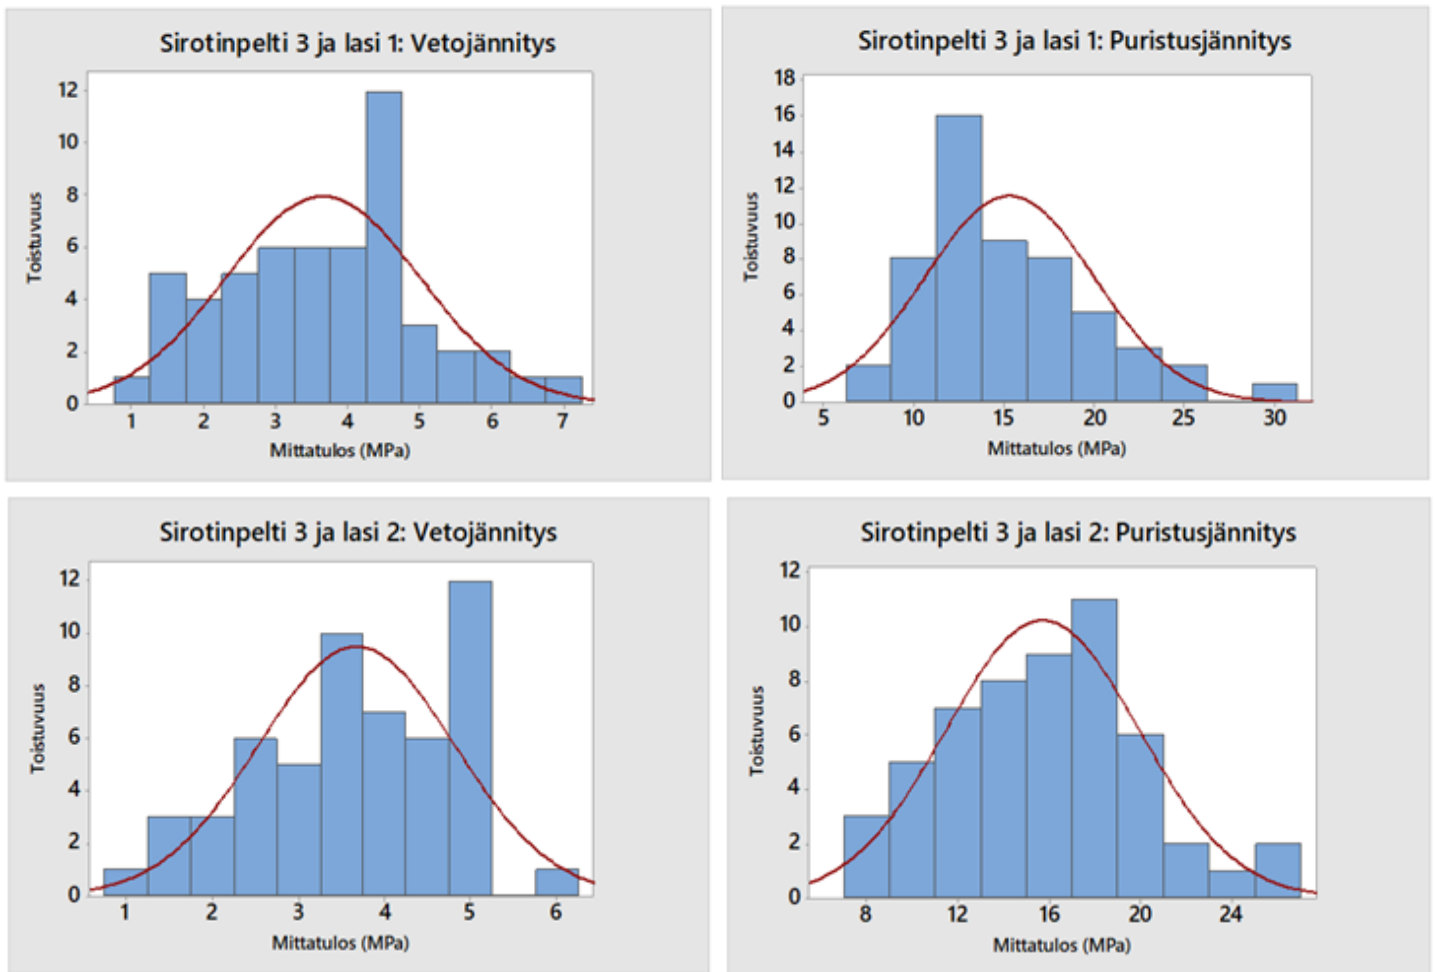 Sirotinpelti 3 ja lasi 1: Vetojännitys
12
10
8
6
4
2
0
Toistuvuus
1 2 3 4 5 6 7
Mittatulos (MPa)
Sirotinpelti 3 ja lasi 1: Puristusjännitys
18
16
14
12
10
8
6
4
2
0
Toistuvuus
5 10 15 20 25 30
Mittatulos (MPa)
Sirotinpelti 3 ja lasi 2: Vetojännitys
12
10
8
6
4
2
0
Toistuvuus
1 2 3 4 5 6
Mittatulos (MPa)
Sirotinpelti 3 ja lasi 2: Puristusjännitys
12
10
8
6
4
2
0
Toistuvuus
8 12 16 20 24
Mittatulos (MPa)